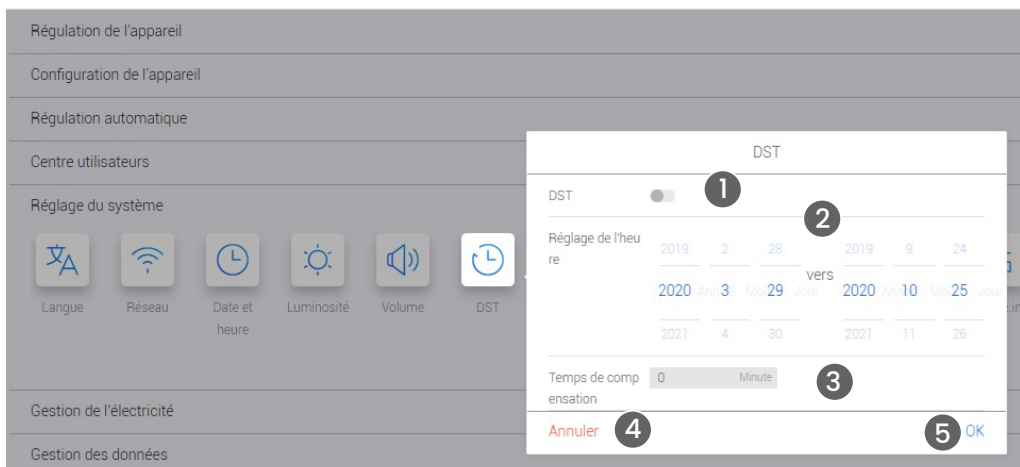 Régulation de l'appareil
Configuration de l'appareil
Régulation automatique
Centre utilisateurs
Réglage du système
Langue
Réseau
Date et
heure
Luminosité
Volume
DST
DST
DST
1
2
Réglage de l'heu
re
2019 2 28 2019 9 24
vers
2020 3 29 2020 10 25
2021 4 30 2021 11 26
Temps de comp
ensation
0 Minute
3
Annuler 4 5 OK
Gestion de l'électricité
Gestion des données